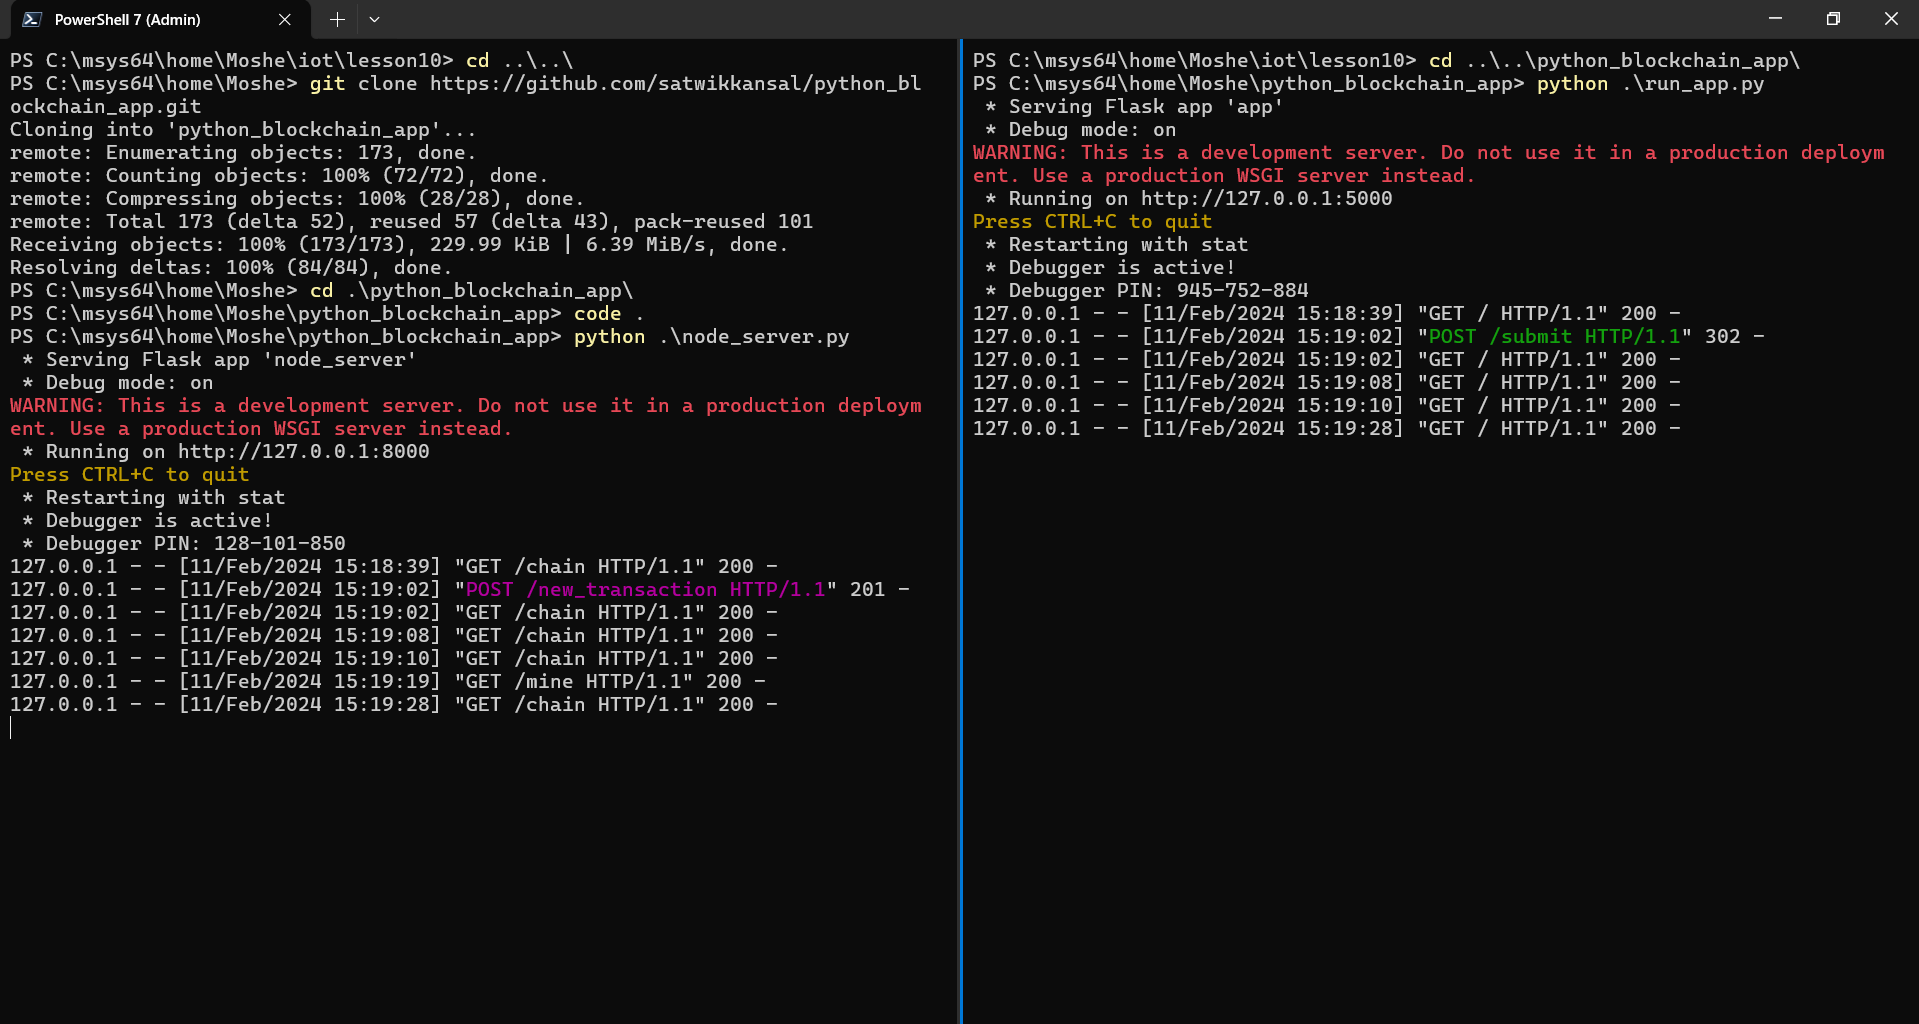 PowerShell 7 (Admin)
PS C:\msys64\home\Moshe\iot\lesson10> cd ..\..\
PS C:\msys64\home\Moshe> git clone https://github.com/satwikkansal/python_bl
ockchain_app.git
Cloning into 'python_blockchain_app'...
remote: Enumerating objects: 173, done.
remote: Counting objects: 100% (72/72), done.
remote: Compressing objects: 100% (28/28), done.
remote: Total 173 (delta 52), reused 57 (delta 43), pack-reused 101
Receiving objects: 100% (173/173), 229.99 KiB | 6.39 MiB/s, done.
Resolving deltas: 100% (84/84), done.
PS C:\msys64\home\Moshe> cd .\python_blockchain_app\
PS C:\msys64\home\Moshe\python_blockchain_app> code .
PS C:\msys64\home\Moshe\python_blockchain_app> python .\node_server.py
 * Serving Flask app 'node_server'
 * Debug mode: on
WARNING: This is a development server. Do not use it in a production deploym
ent. Use a production WSGI server instead.
 * Running on http://127.0.0.1:8000
Press CTRL+C to quit
 * Restarting with stat
 * Debugger is active!
 * Debugger PIN: 128-101-850
127.0.0.1 - - [11/Feb/2024 15:18:39] "GET /chain HTTP/1.1" 200 -
127.0.0.1 - - [11/Feb/2024 15:19:02] "POST /new_transaction HTTP/1.1" 201 -
127.0.0.1 - - [11/Feb/2024 15:19:02] "GET /chain HTTP/1.1" 200 -
127.0.0.1 - - [11/Feb/2024 15:19:08] "GET /chain HTTP/1.1" 200 -
127.0.0.1 - - [11/Feb/2024 15:19:10] "GET /chain HTTP/1.1" 200 -
127.0.0.1 - - [11/Feb/2024 15:19:19] "GET /mine HTTP/1.1" 200 -
127.0.0.1 - - [11/Feb/2024 15:19:28] "GET /chain HTTP/1.1" 200 -
PS C:\msys64\home\Moshe\iot\lesson10> cd ..\..\python_blockchain_app\
PS C:\msys64\home\Moshe\python_blockchain_app> python .\run_app.py
 * Serving Flask app 'app'
 * Debug mode: on
WARNING: This is a development server. Do not use it in a production deploym
ent. Use a production WSGI server instead.
 * Running on http://127.0.0.1:5000
Press CTRL+C to quit
 * Restarting with stat
 * Debugger is active!
 * Debugger PIN: 945-752-884
127.0.0.1 - - [11/Feb/2024 15:18:39] "GET / HTTP/1.1" 200 -
127.0.0.1 - - [11/Feb/2024 15:19:02] "POST /submit HTTP/1.1" 302 -
127.0.0.1 - - [11/Feb/2024 15:19:02] "GET / HTTP/1.1" 200 -
127.0.0.1 - - [11/Feb/2024 15:19:08] "GET / HTTP/1.1" 200 -
127.0.0.1 - - [11/Feb/2024 15:19:10] "GET / HTTP/1.1" 200 -
127.0.0.1 - - [11/Feb/2024 15:19:28] "GET / HTTP/1.1" 200 -